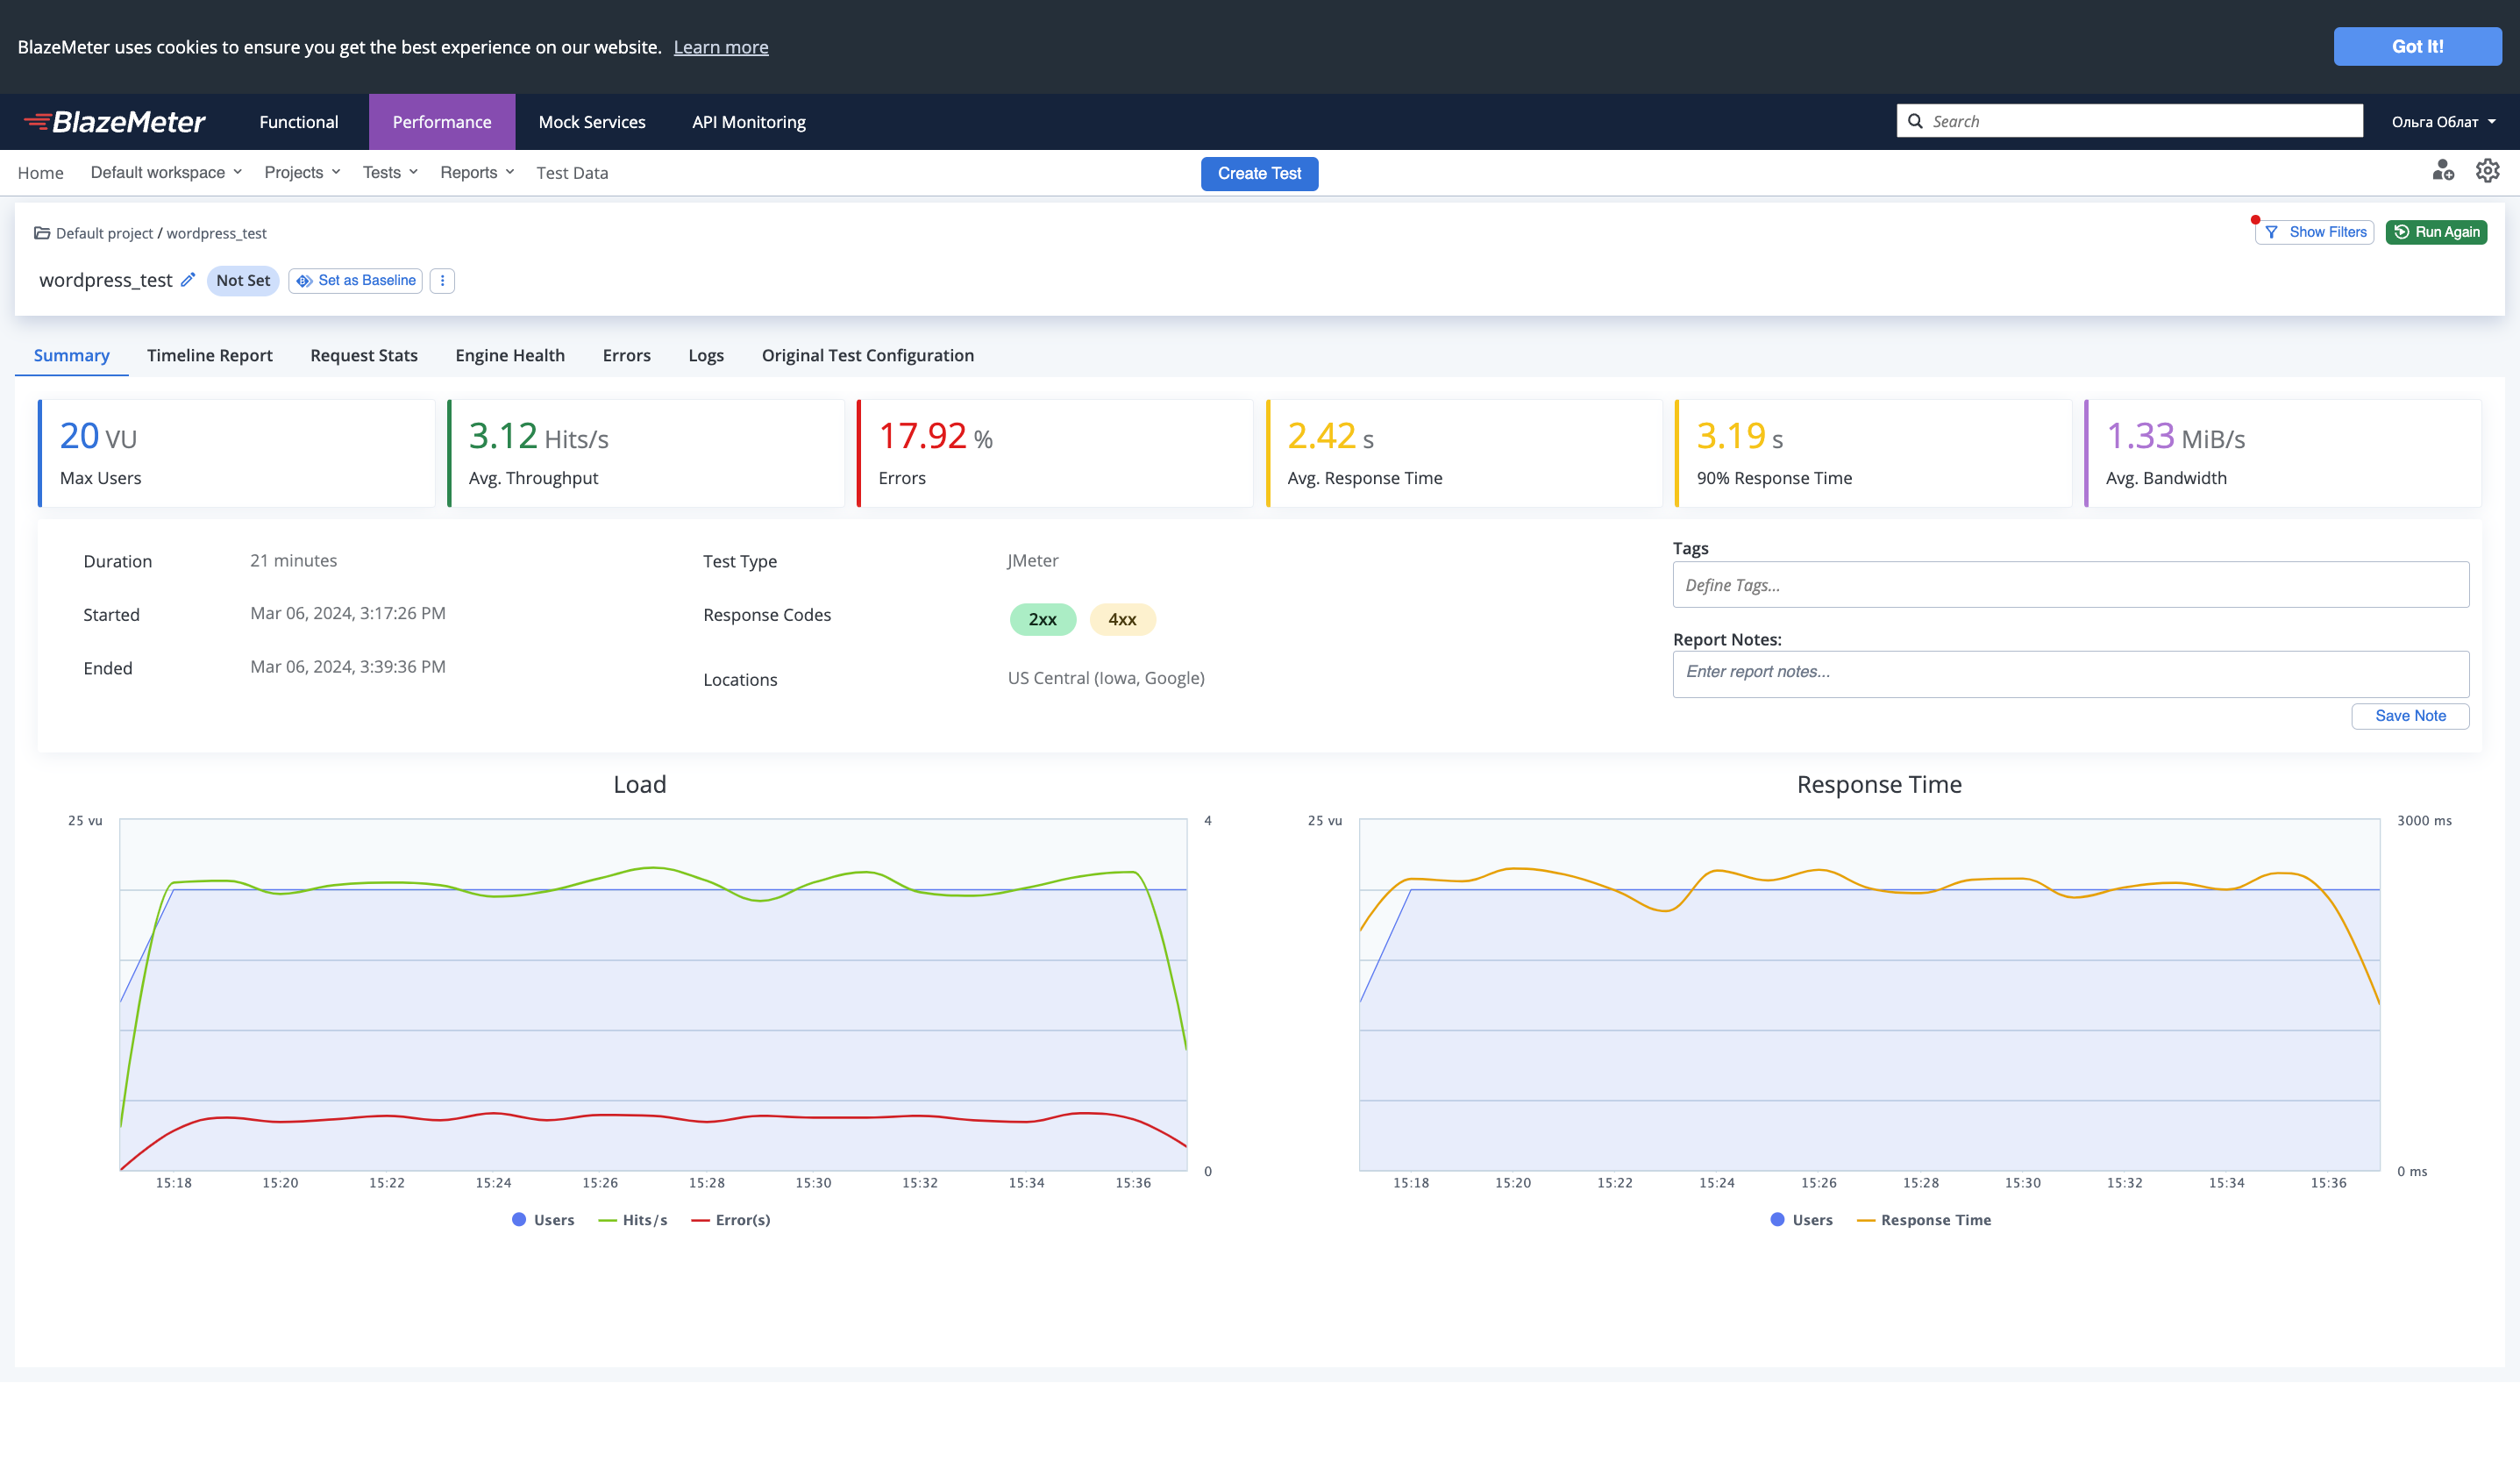 BlazeMeter uses cookies to ensure you get the best experience on our website. Learn more
Got It!
BlazeMeter
Functional
Performance
Mock Services
API Monitoring
Search
Ольга Облат
Home
Default workspace
Projects
Tests
Reports
Test Data
Create Test
Default project / wordpress_test
Show Filters
Run Again
wordpress_test
Not Set
Set as Baseline
Summary
Timeline Report
Request Stats
Engine Health
Errors
Logs
Original Test Configuration
20 VU
Max Users
3.12 Hits/s
Avg. Throughput
17.92 %
Errors
2.42 s
Avg. Response Time
3.19 s
90% Response Time
1.33 MiB/s
Avg. Bandwidth
Duration
21 minutes
Started
Mar 06, 2024, 3:17:26 PM
Ended
Mar 06, 2024, 3:39:36 PM
Test Type
JMeter
Response Codes
2xx
4xx
Locations
US Central (Iowa, Google)
Tags
Define Tags...
Report Notes:
Enter report notes...
Save Note
Load
25 vu
4
0
15:18
15:20
15:22
15:24
15:26
15:28
15:30
15:32
15:34
15:36
Users
Hits/s
Error(s)
Response Time
25 vu
3000 ms
0 ms
15:18
15:20
15:22
15:24
15:26
15:28
15:30
15:32
15:34
15:36
Users
Response Time